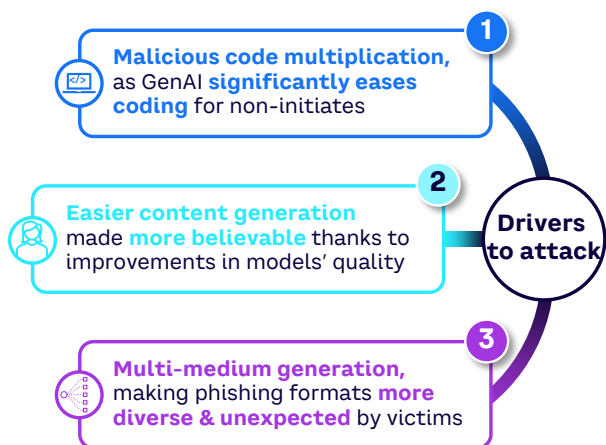 1
Malicious code multiplication,
as GenAI significantly eases
coding for non-initiates
</>
2
Easier content generation
made more believable thanks to
improvements in models' quality
Drivers
to attack
3
Multi-medium generation,
making phishing formats more
diverse & unexpected by victims